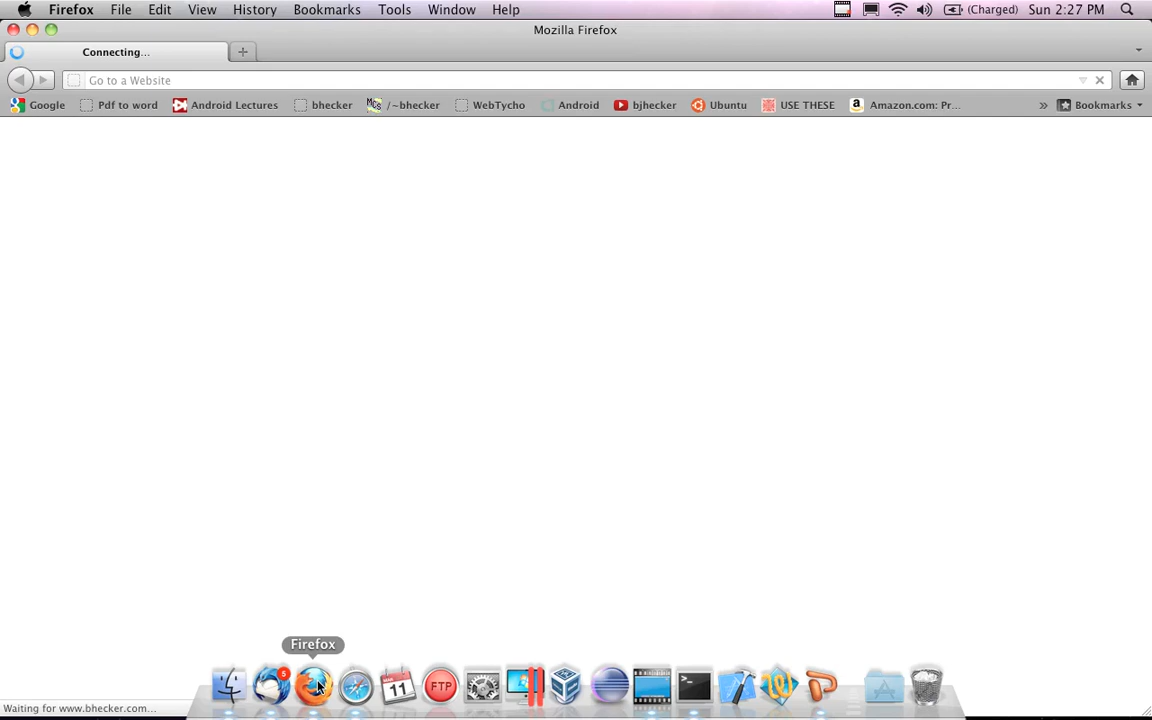 Firefox File Edit View History Bookmarks Tools Window Help (Charged) Sun 2:27 PM
Mozilla Firefox
Connecting...
Go to a Website
Google Pdf to word Android Lectures bhecker /~bhecker WebTycho Android bjhecker Ubuntu USE THESE Amazon.com: Pr... » Bookmarks
Firefox
5
11
FTP
Waiting for www.bhecker.com...